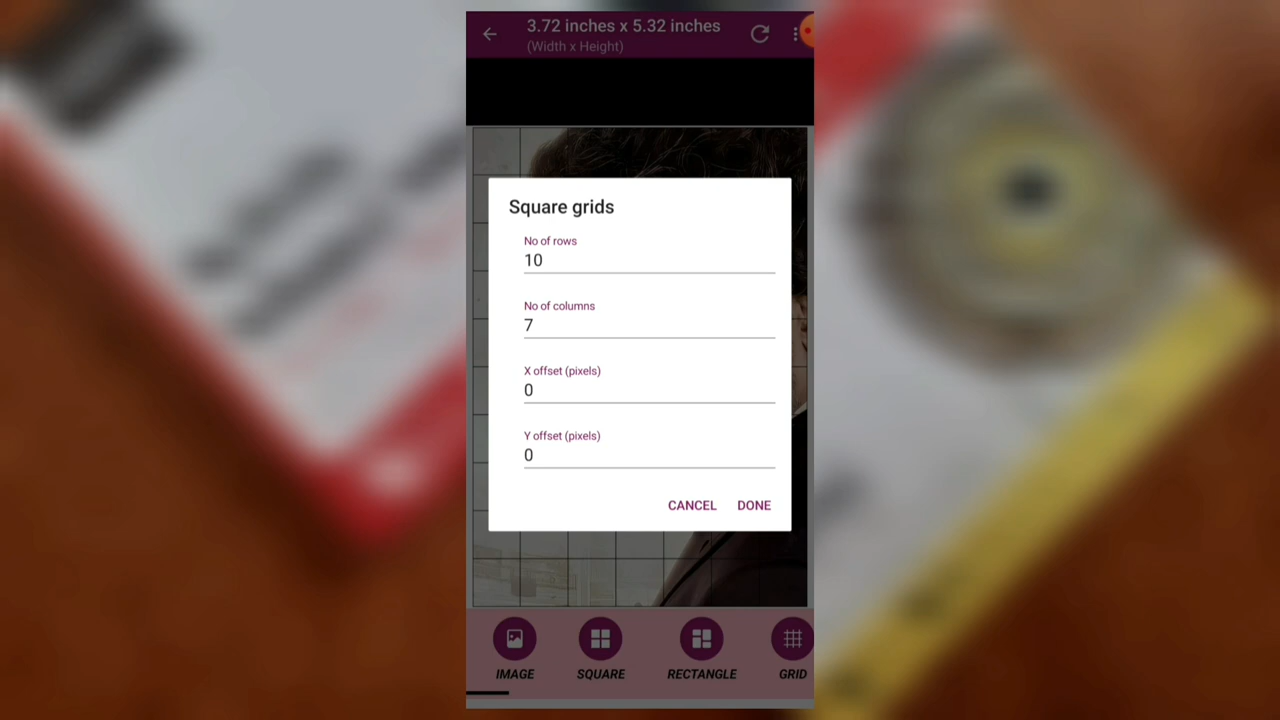 3.72 inches x 5.32 inches
(Width x Height)
Square grids
No of rows
10
No of columns
7
X offset (pixels)
0
Y offset (pixels)
0
CANCEL DONE
IMAGE SQUARE RECTANGLE GRID